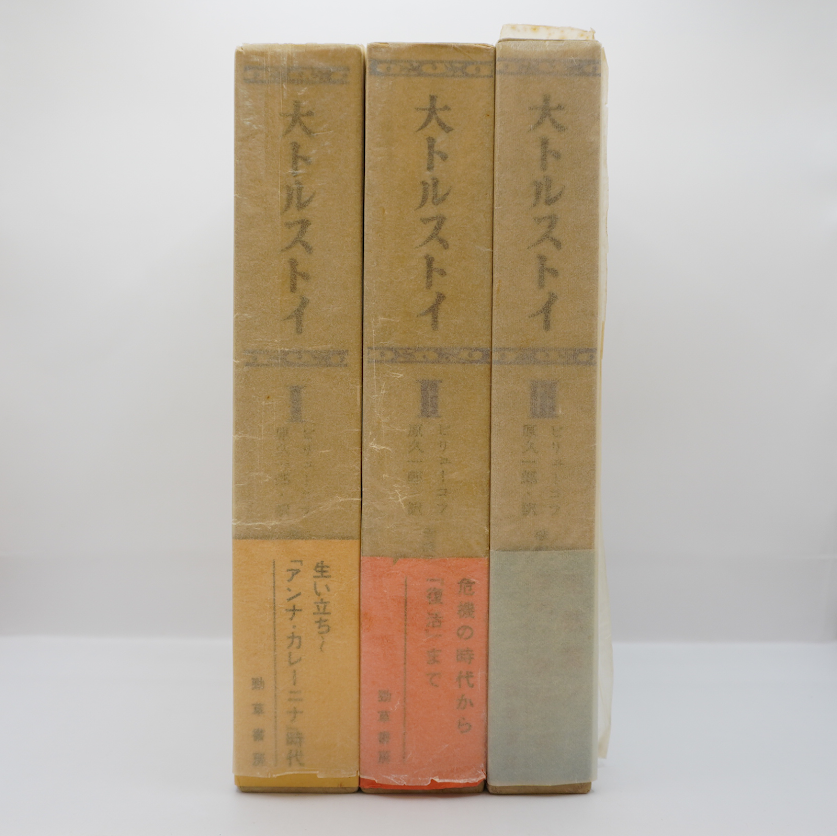 大トルストイ
I
ビリューコフ
原久一郎・訳
生い立ち〜
「アンナ・カレーニナ」時代
勁草書房
大トルストイ
II
ビリューコフ
原久一郎・訳
危機の時代から
「復活」まで
勁草書房
大トルストイ
III
ビリューコフ
原久一郎・訳